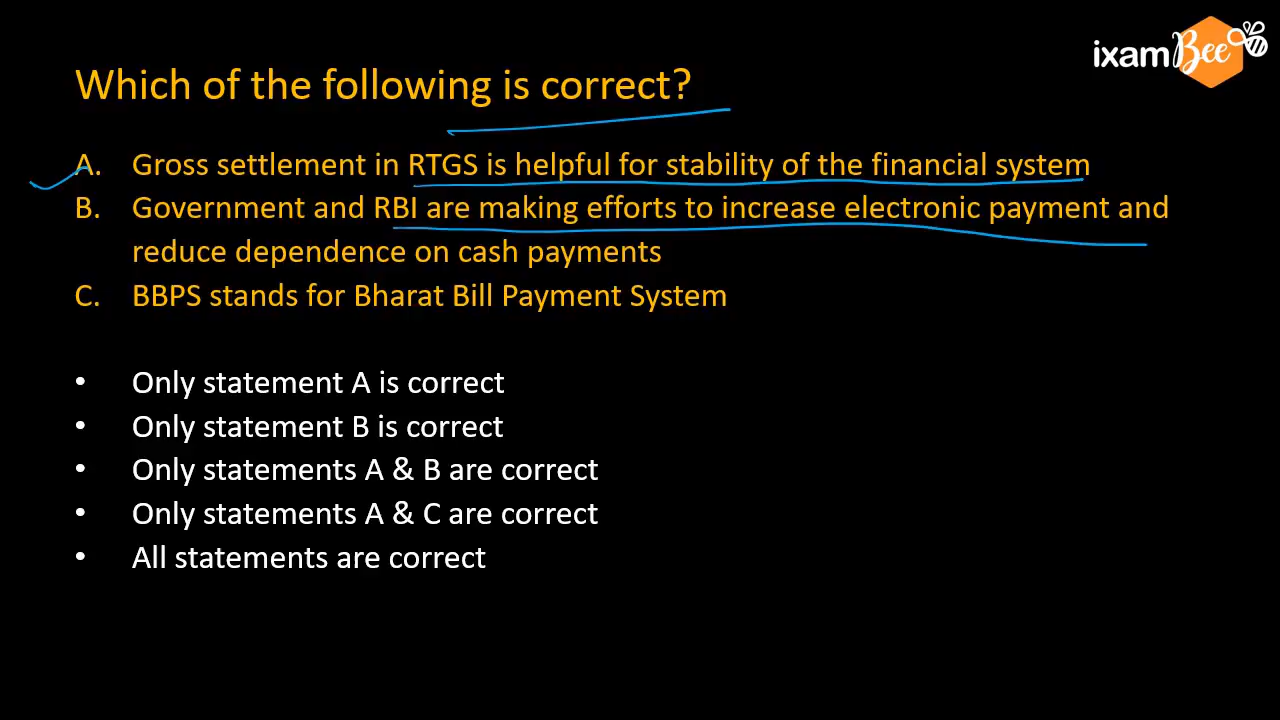 ixamBee
Which of the following is correct?
A. Gross settlement in RTGS is helpful for stability of the financial system
B. Government and RBI are making efforts to increase electronic payment and
reduce dependence on cash payments
C. BBPS stands for Bharat Bill Payment System
• Only statement A is correct
• Only statement B is correct
• Only statements A & B are correct
• Only statements A & C are correct
• All statements are correct